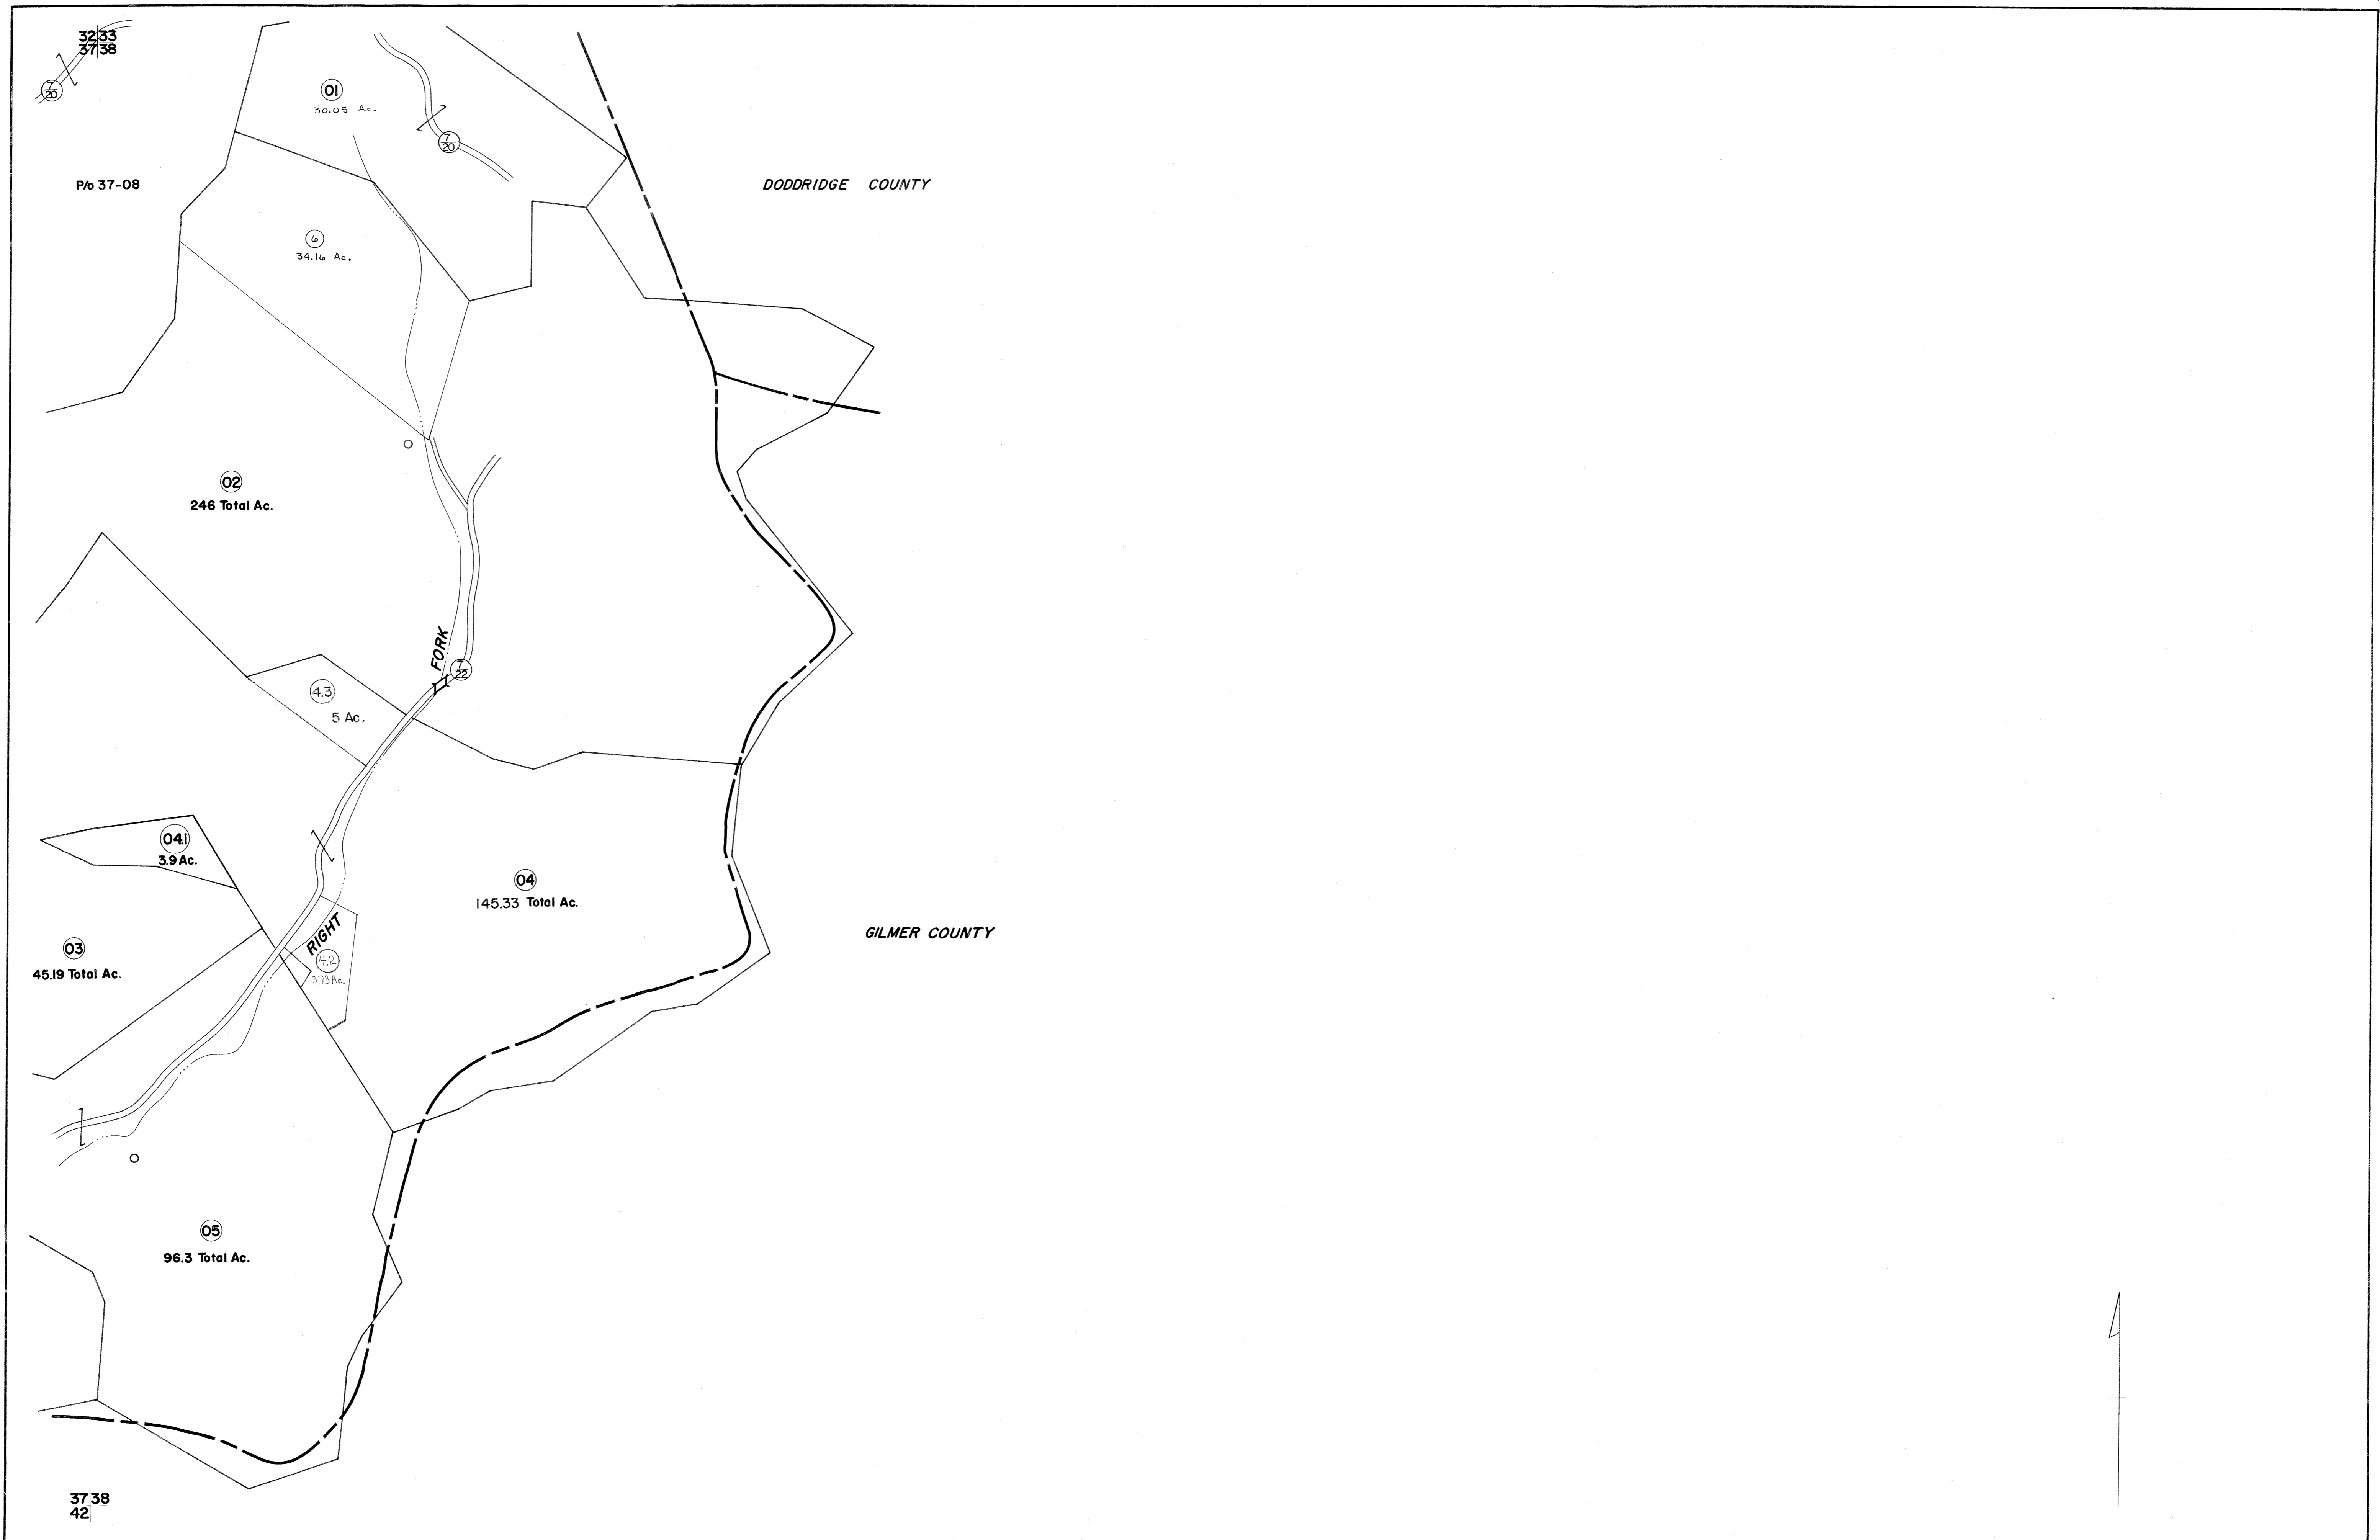 32 33
37 38
7
20
01
30.05 Ac.
7
20
P/o 37-08
DODDRIDGE COUNTY
6
34.16 Ac.
02
246 Total Ac.
FORK
7
22
4.3
5 Ac.
04.1
3.9 Ac.
04
145.33 Total Ac.
RIGHT
GILMER COUNTY
03
45.19 Total Ac.
4.2
3.73 Ac.
05
96.3 Total Ac.
37 38
42